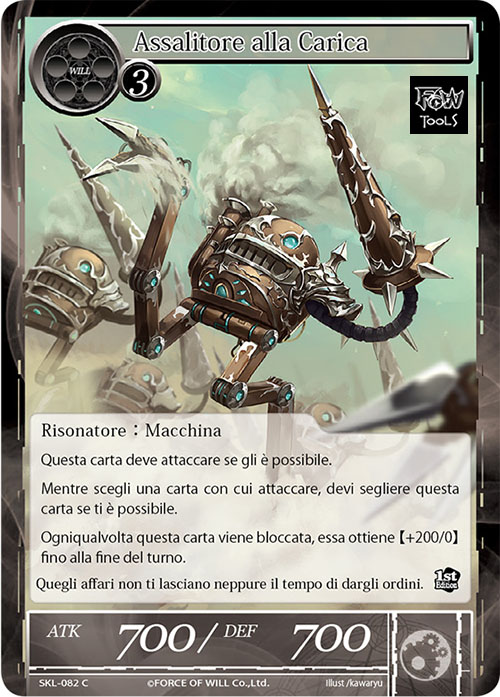 Assalitore alla Carica
WILL
3
FOW
TOOLS
Risonatore : Macchina
Questa carta deve attaccare se gli è possibile.
Mentre scegli una carta con cui attaccare, devi segliere questa
carta se ti è possibile.
Ogniqualvolta questa carta viene bloccata, essa ottiene【+200/0】
fino alla fine del turno.
Quegli affari non ti lasciano neppure il tempo di dargli ordini.
1st
Edition
ATK 700 / DEF 700
SKL-082 C ©FORCE OF WILL Co.,Ltd. Illust /kawaryu